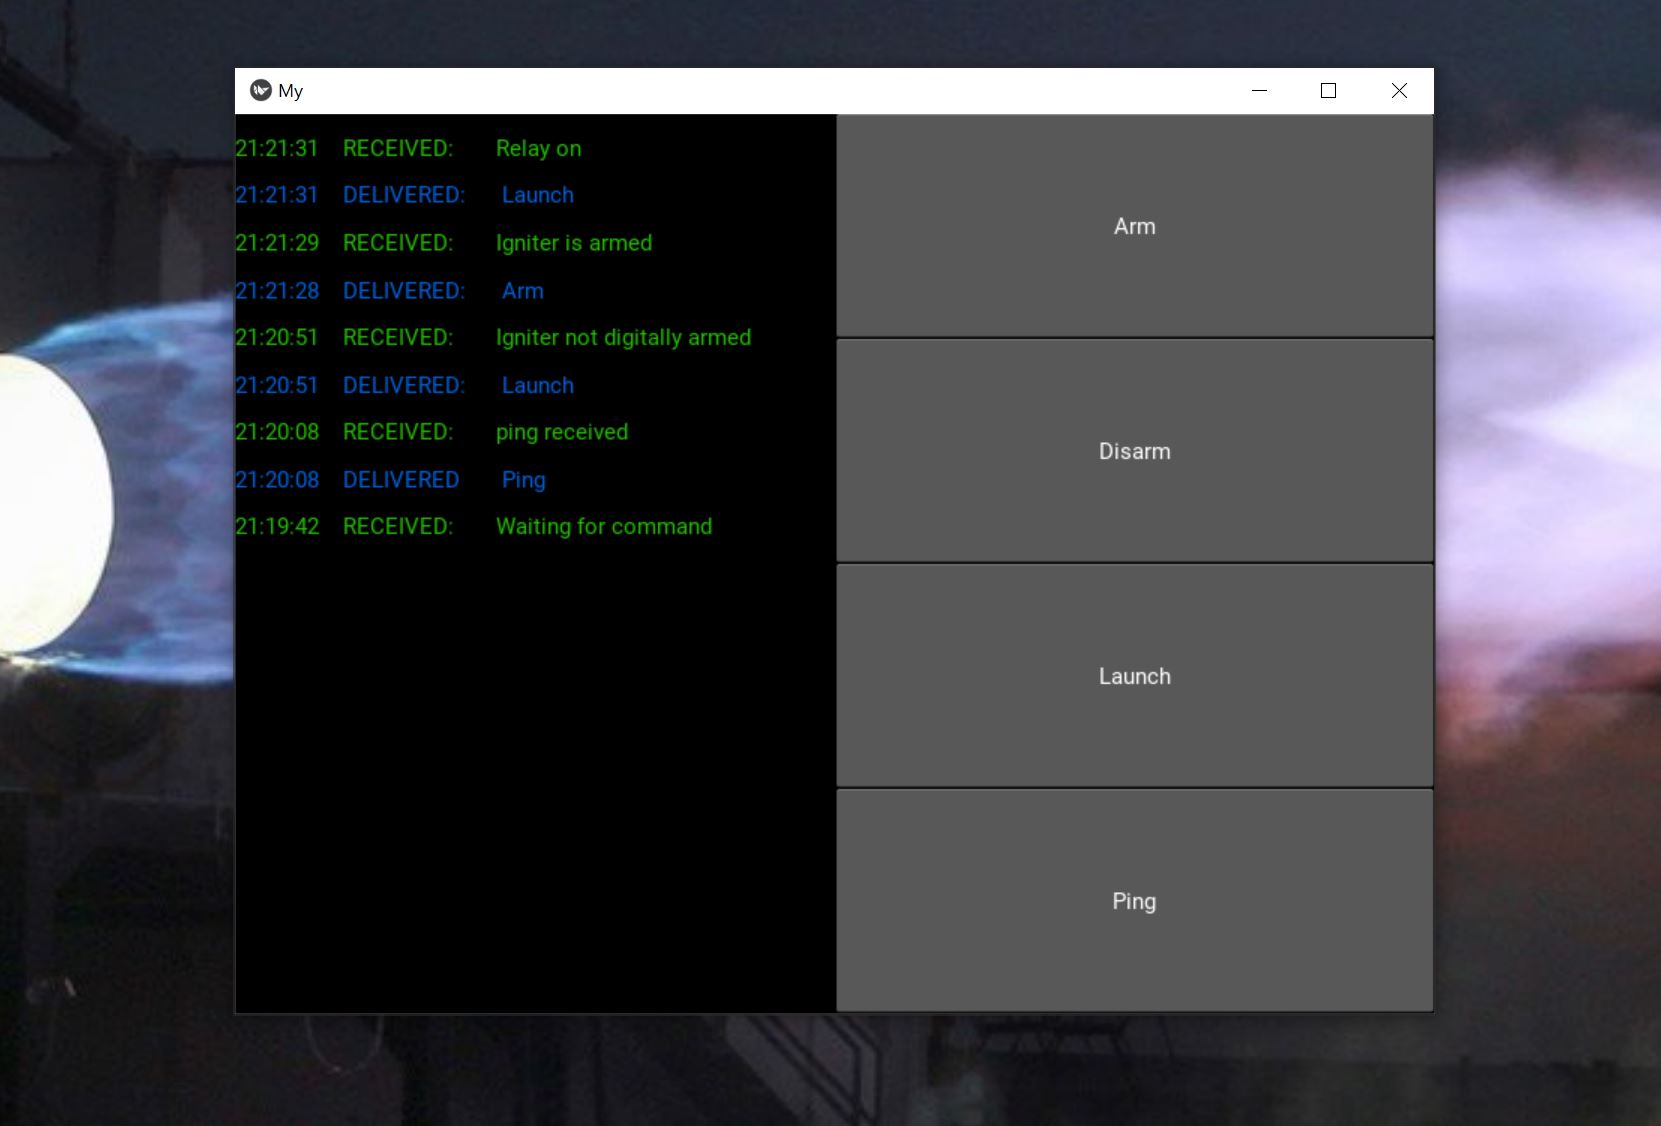 My
21:21:31 RECEIVED: Relay on
21:21:31 DELIVERED: Launch
21:21:29 RECEIVED: Igniter is armed
21:21:28 DELIVERED: Arm
21:20:51 RECEIVED: Igniter not digitally armed
21:20:51 DELIVERED: Launch
21:20:08 RECEIVED: ping received
21:20:08 DELIVERED Ping
21:19:42 RECEIVED: Waiting for command
Arm
Disarm
Launch
Ping